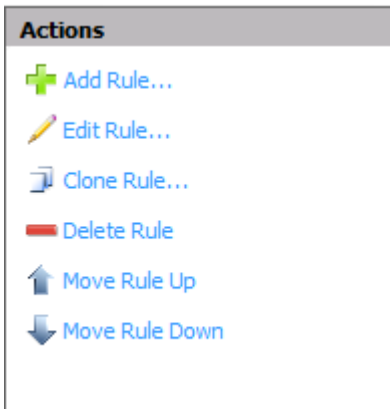 Actions
Add Rule...
Edit Rule...
Clone Rule...
Delete Rule
Move Rule Up
Move Rule Down